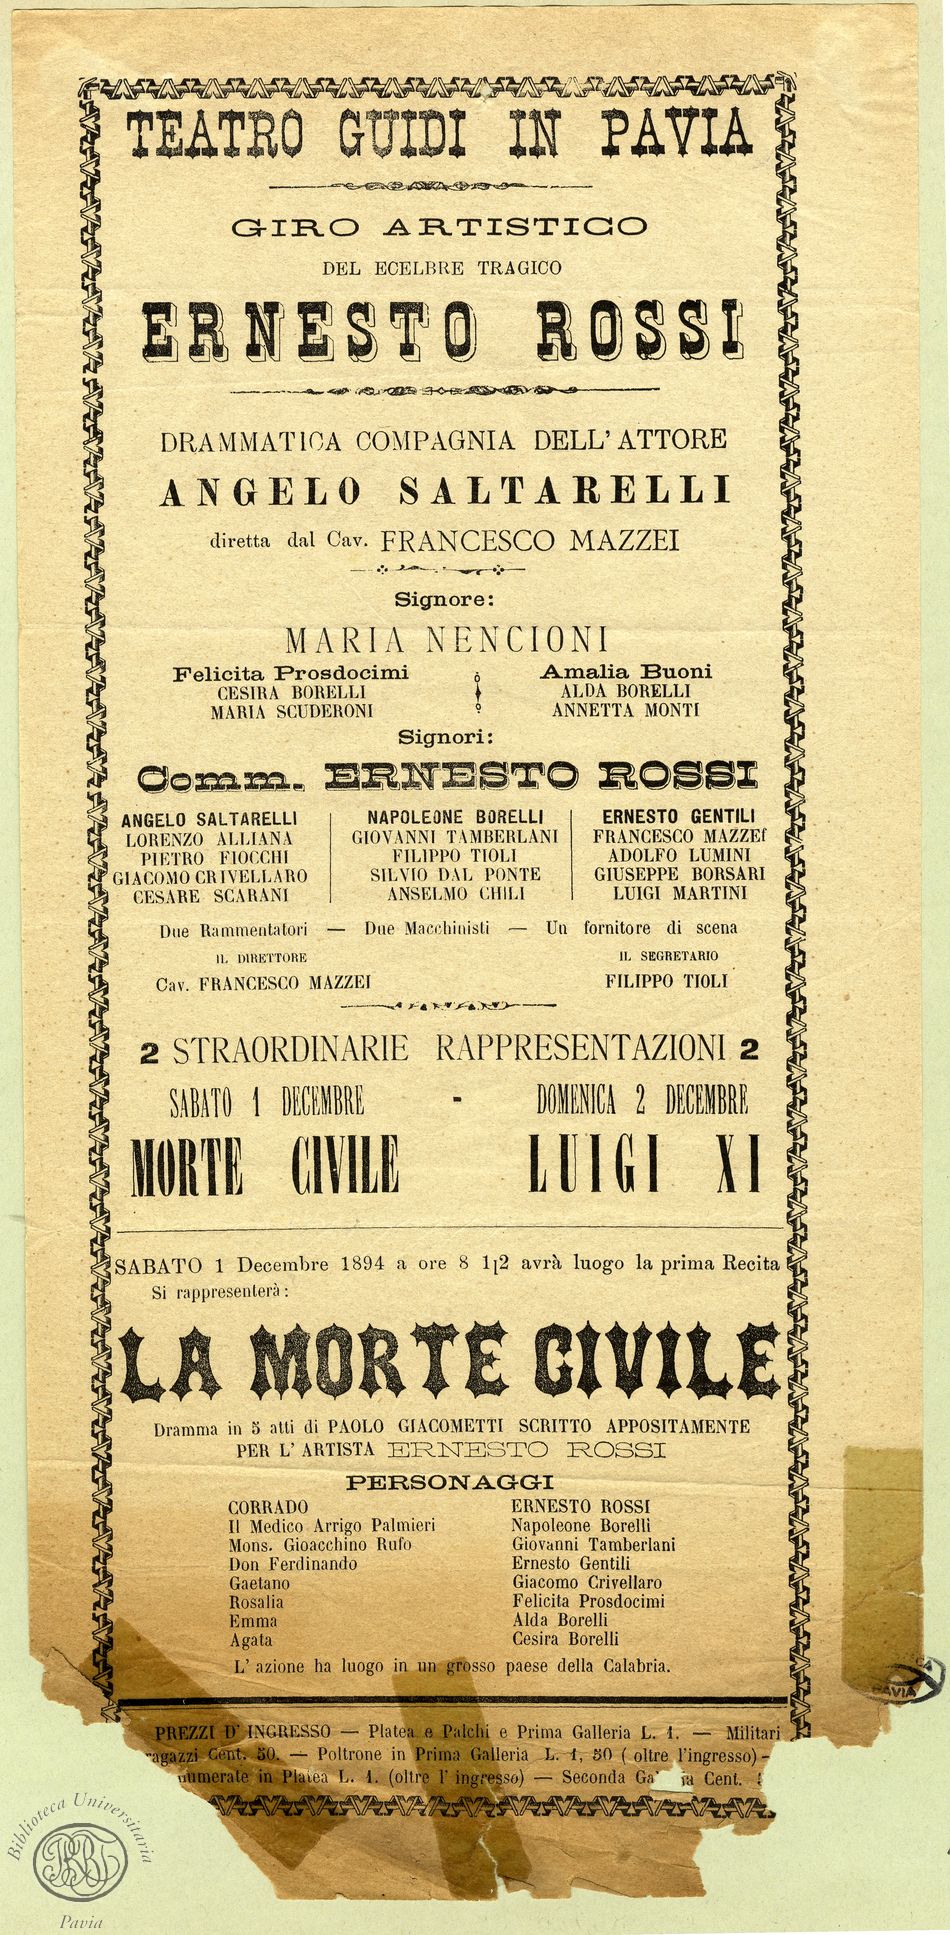 TEATRO GUIDI IN PAVIA
GIRO ARTISTICO
DEL ECELBRE TRAGICO
ERNESTO ROSSI
DRAMMATICA COMPAGNIA DELL' ATTORE
ANGELO SALTARELLI
diretta dal Cav. FRANCESCO MAZZEI
Signore:
MARIA NENCIONI
Felicita Prosdocimi
CESIRA BORELLI
MARIA SCUDERONI
Amalia Buoni
ALDA BORELLI
ANNETTA MONTI
Signori:
Comm. ERNESTO ROSSI
ANGELO SALTARELLI
LORENZO ALLIANA
PIETRO FIOCCHI
GIACOMO CRIVELLARO
CESARE SCARANI
NAPOLEONE BORELLI
GIOVANNI TAMBERLANI
FILIPPO TIOLI
SILVIO DAL PONTE
ANSELMO CHILI
ERNESTO GENTILI
FRANCESCO MAZZEI
ADOLFO LUMINI
GIUSEPPE BORSARI
LUIGI MARTINI
Due Rammentatori — Due Macchinisti — Un fornitore di scena
IL DIRETTORE
Cav. FRANCESCO MAZZEI
IL SEGRETARIO
FILIPPO TIOLI
2 STRAORDINARIE RAPPRESENTAZIONI 2
SABATO 1 DECEMBRE - DOMENICA 2 DECEMBRE
MORTE CIVILE LUIGI XI
SABATO 1 Decembre 1894 a ore 8 1|2 avrà luogo la prima Recita
Si rappresenterà:
LA MORTE CIVILE
Dramma in 5 atti di PAOLO GIACOMETTI SCRITTO APPOSITAMENTE
PER L' ARTISTA ERNESTO ROSSI
PERSONAGGI
CORRADO ERNESTO ROSSI
Il Medico Arrigo Palmieri Napoleone Borelli
Mons. Gioacchino Rufo Giovanni Tamberlani
Don Ferdinando Ernesto Gentili
Gaetano Giacomo Crivellaro
Rosalia Felicita Prosdocimi
Emma Alda Borelli
Agata Cesira Borelli
L' azione ha luogo in un grosso paese della Calabria.
PREZZI D' INGRESSO — Platea e Palchi e Prima Galleria L. 1. — Militari
ragazzi Cent. 50. — Poltrone in Prima Galleria L. 1, 50 (oltre l'ingresso) -
numerate in Platea L. 1. (oltre l' ingresso) — Seconda Cent.
PAVIA
Biblioteca Universitaria
Pavia